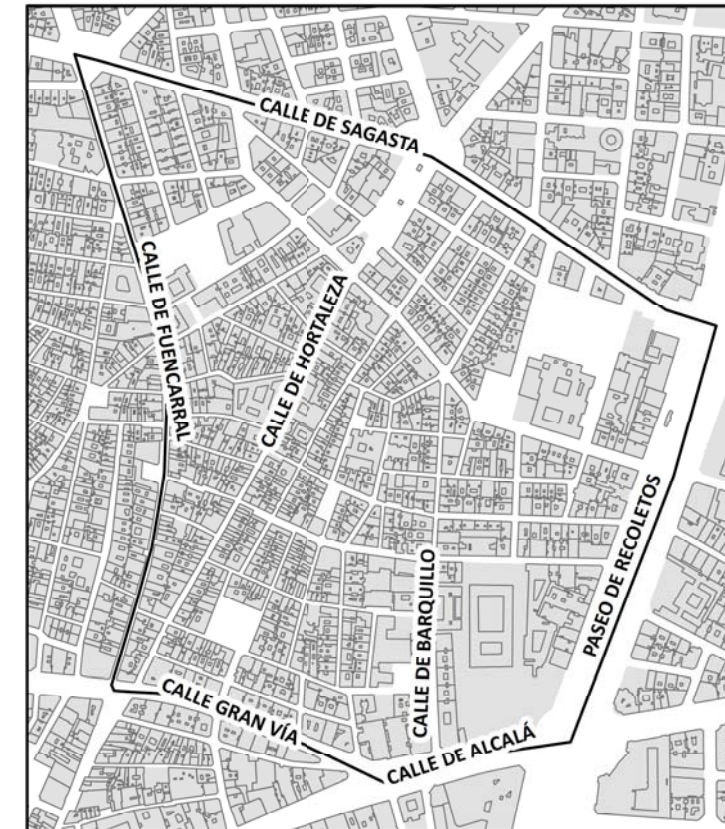 CALLE DE SAGASTA
CALLE DE FUENCARRAL
CALLE DE HORTALEZA
PASEO DE RECOLETOS
CALLE DE BARQUILLO
CALLE GRAN VÍA
CALLE DE ALCALÁ